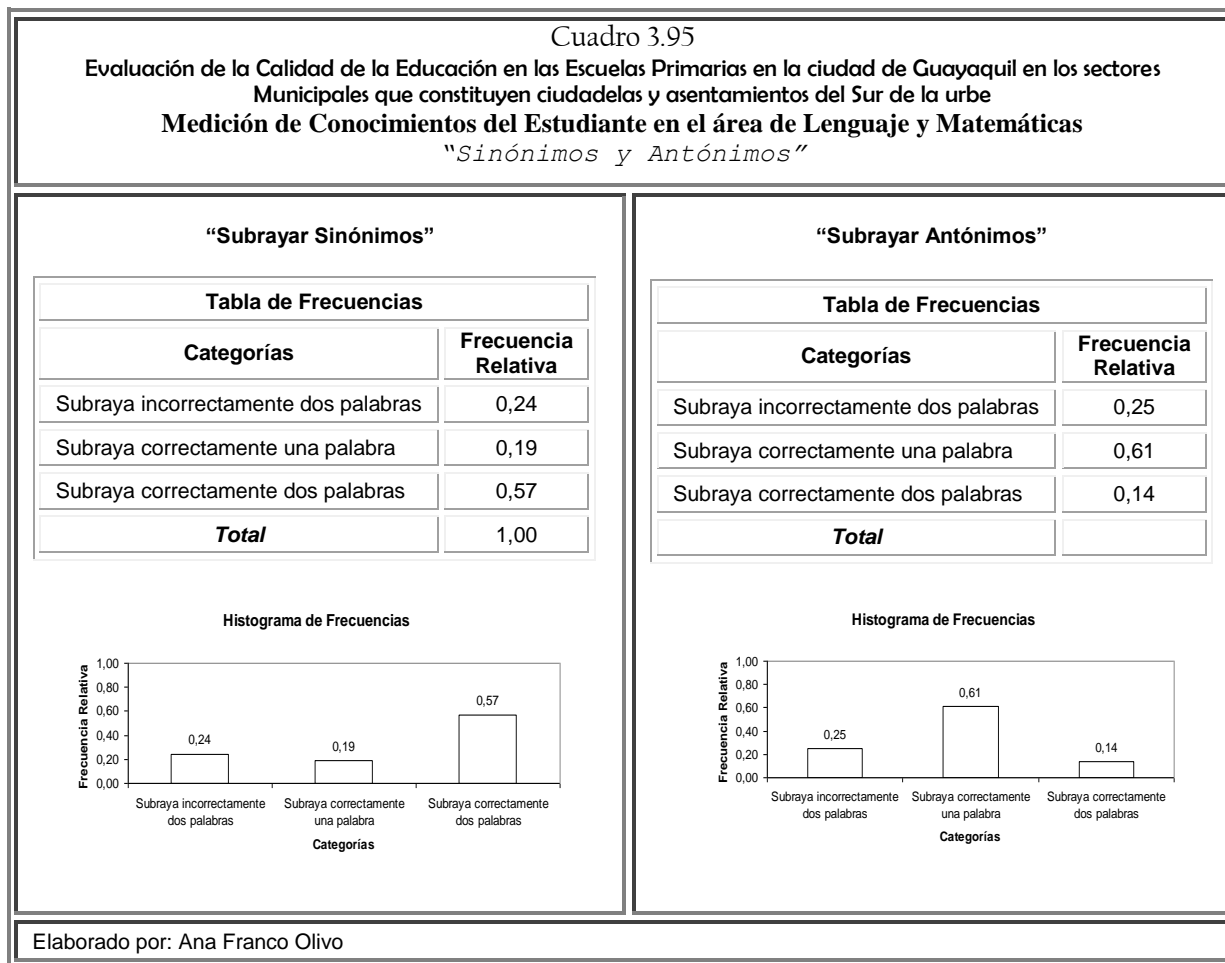 Cuadro 3.95
Evaluación de la Calidad de la Educación en las Escuelas Primarias en la ciudad de Guayaquil en los sectores
Municipales que constituyen ciudadelas y asentamientos del Sur de la urbe
Medición de Conocimientos del Estudiante en el área de Lenguaje y Matemáticas
“Sinónimos y Antónimos”
“Subrayar Sinónimos”
Tabla de Frecuencias
Categorías
Frecuencia
Relativa
Subraya incorrectamente dos palabras 0,24
Subraya correctamente una palabra 0,19
Subraya correctamente dos palabras 0,57
Total 1,00
Histograma de Frecuencias
Frecuencia Relativa
1,00
0,80
0,60
0,40
0,20
0,00
0,24
0,19
0,57
Subraya incorrectamente
dos palabras
Subraya correctamente
una palabra
Subraya correctamente
dos palabras
Categorías
“Subrayar Antónimos”
Tabla de Frecuencias
Categorías
Frecuencia
Relativa
Subraya incorrectamente dos palabras 0,25
Subraya correctamente una palabra 0,61
Subraya correctamente dos palabras 0,14
Total
Histograma de Frecuencias
Frecuencia Relativa
1,00
0,80
0,60
0,40
0,20
0,00
0,25
0,61
0,14
Subraya incorrectamente
dos palabras
Subraya correctamente
una palabra
Subraya correctamente
dos palabras
Categorías
Elaborado por: Ana Franco Olivo